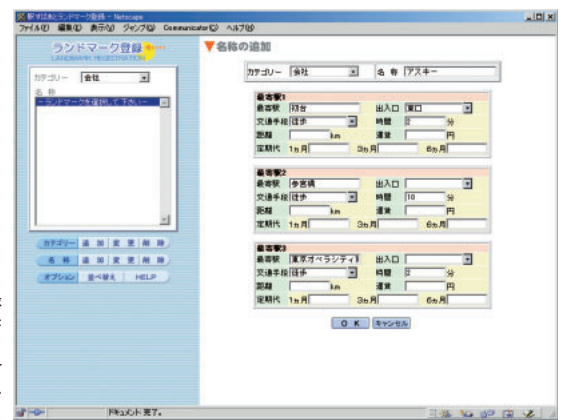 駅すぱあとランドマーク登録 - Netscape
ファイル(F) 編集(E) 表示(V) ジャンプ(G) Communicator(C) ヘルプ(H)
ランドマーク登録
LANDMARK REGISTRATION
カテゴリー 会社
名 称
－ランドマークを選択して下さい－
カテゴリー 追 加 変 更 削 除
名 称 追 加 変 更 削 除
オプション 並べ替え HELP
▼名称の追加
カテゴリー 会社 名 称 アスキー
最寄駅1
最寄駅 初台 出入口 東口
交通手段 徒歩 時間 2 分
距離 km 運賃 円
定期代 1ヵ月 3ヵ月 6ヵ月
最寄駅2
最寄駅 参宮橋 出入口
交通手段 徒歩 時間 10 分
距離 km 運賃 円
定期代 1ヵ月 3ヵ月 6ヵ月
最寄駅3
最寄駅 東京オペラシティ 出入口
交通手段 徒歩 時間 2 分
距離 km 運賃 円
定期代 1ヵ月 3ヵ月 6ヵ月
O K キャンセル
ドキュメント:完了。